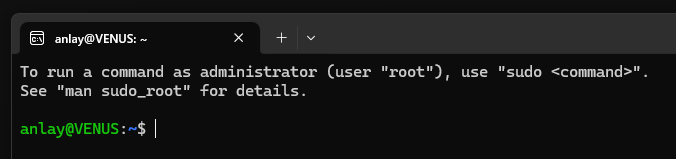 anlay@VENUS: ~
To run a command as administrator (user "root"), use "sudo <command>".
See "man sudo_root" for details.
anlay@VENUS:~$